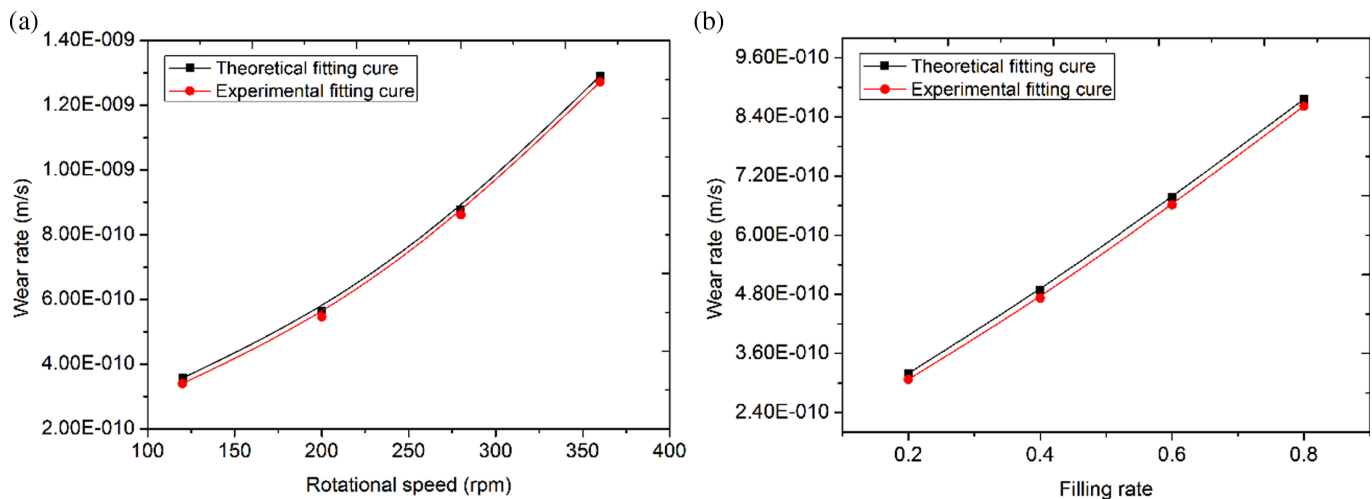 (a)
1.40E-009
1.20E-009
1.00E-009
8.00E-010
6.00E-010
4.00E-010
2.00E-010
Wear rate (m/s)
Theoretical fitting cure
Experimental fitting cure
100 150 200 250 300 350 400
Rotational speed (rpm)
(b)
9.60E-010
8.40E-010
7.20E-010
6.00E-010
4.80E-010
3.60E-010
2.40E-010
Wear rate (m/s)
Theoretical fitting cure
Experimental fitting cure
0.2 0.4 0.6 0.8
Filling rate